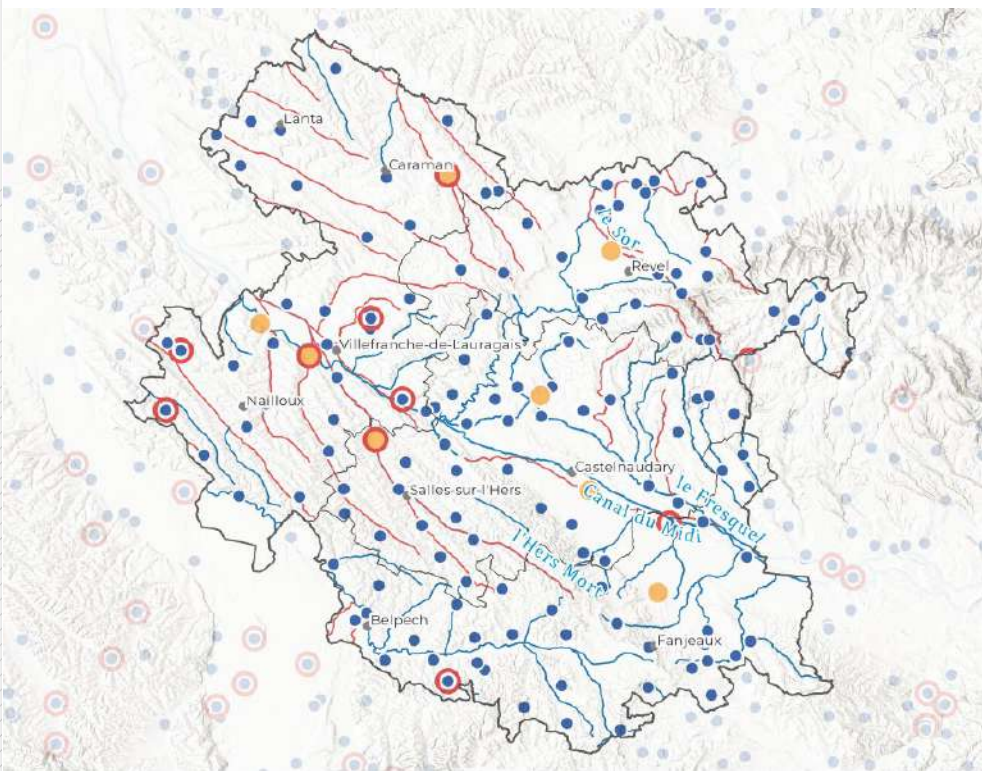 Lanta
Caraman
le Sor
Revel
Villefranche-de-Lauragais
Nailloux
Castelnaudary
le Fresquel
Salles-sur-l'Hers
Canal du Midi
l'Hers Mort
Belpech
Fanjeaux